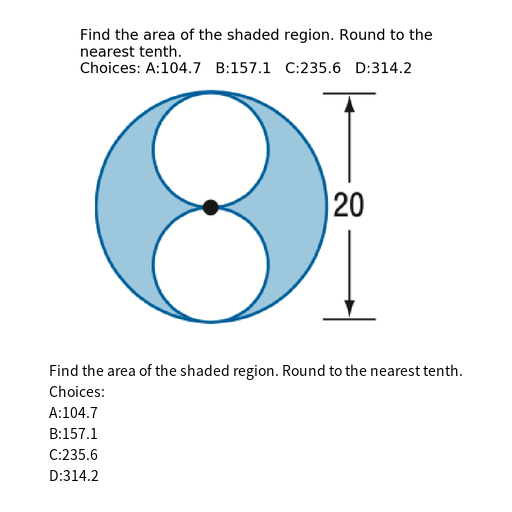 Find the area of the shaded region. Round to the
nearest tenth.
Choices: A:104.7   B:157.1   C:235.6   D:314.2
20
Find the area of the shaded region. Round to the nearest tenth.
Choices:
A:104.7
B:157.1
C:235.6
D:314.2